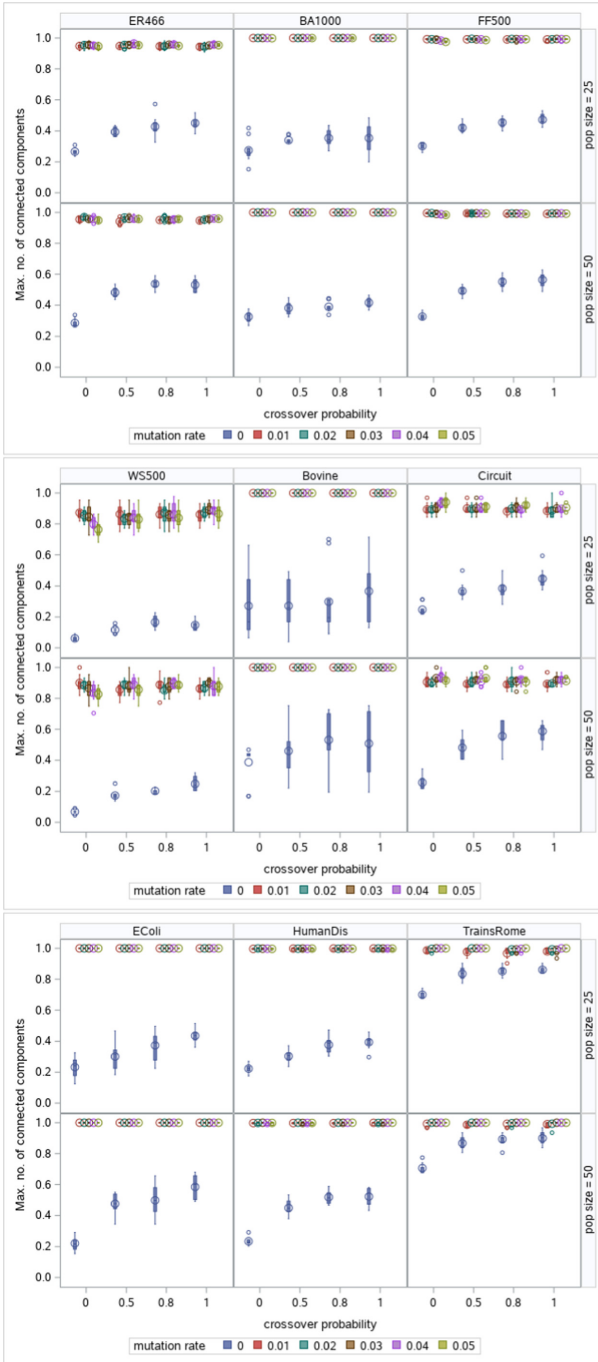 ER466 BA1000 FF500
Max. no. of connected components
1.0
0.8
0.6
0.4
0.2
0.0
pop size = 25
1.0
0.8
0.6
0.4
0.2
0.0
pop size = 50
0 0.5 0.8 1 0 0.5 0.8 1 0 0.5 0.8 1
crossover probability
mutation rate 0 0.01 0.02 0.03 0.04 0.05
WS500 Bovine Circuit
Max. no. of connected components
1.0
0.8
0.6
0.4
0.2
0.0
pop size = 25
1.0
0.8
0.6
0.4
0.2
0.0
pop size = 50
0 0.5 0.8 1 0 0.5 0.8 1 0 0.5 0.8 1
crossover probability
mutation rate 0 0.01 0.02 0.03 0.04 0.05
EColi HumanDis TrainsRome
Max. no. of connected components
1.0
0.8
0.6
0.4
0.2
0.0
pop size = 25
1.0
0.8
0.6
0.4
0.2
0.0
pop size = 50
0 0.5 0.8 1 0 0.5 0.8 1 0 0.5 0.8 1
crossover probability
mutation rate 0 0.01 0.02 0.03 0.04 0.05